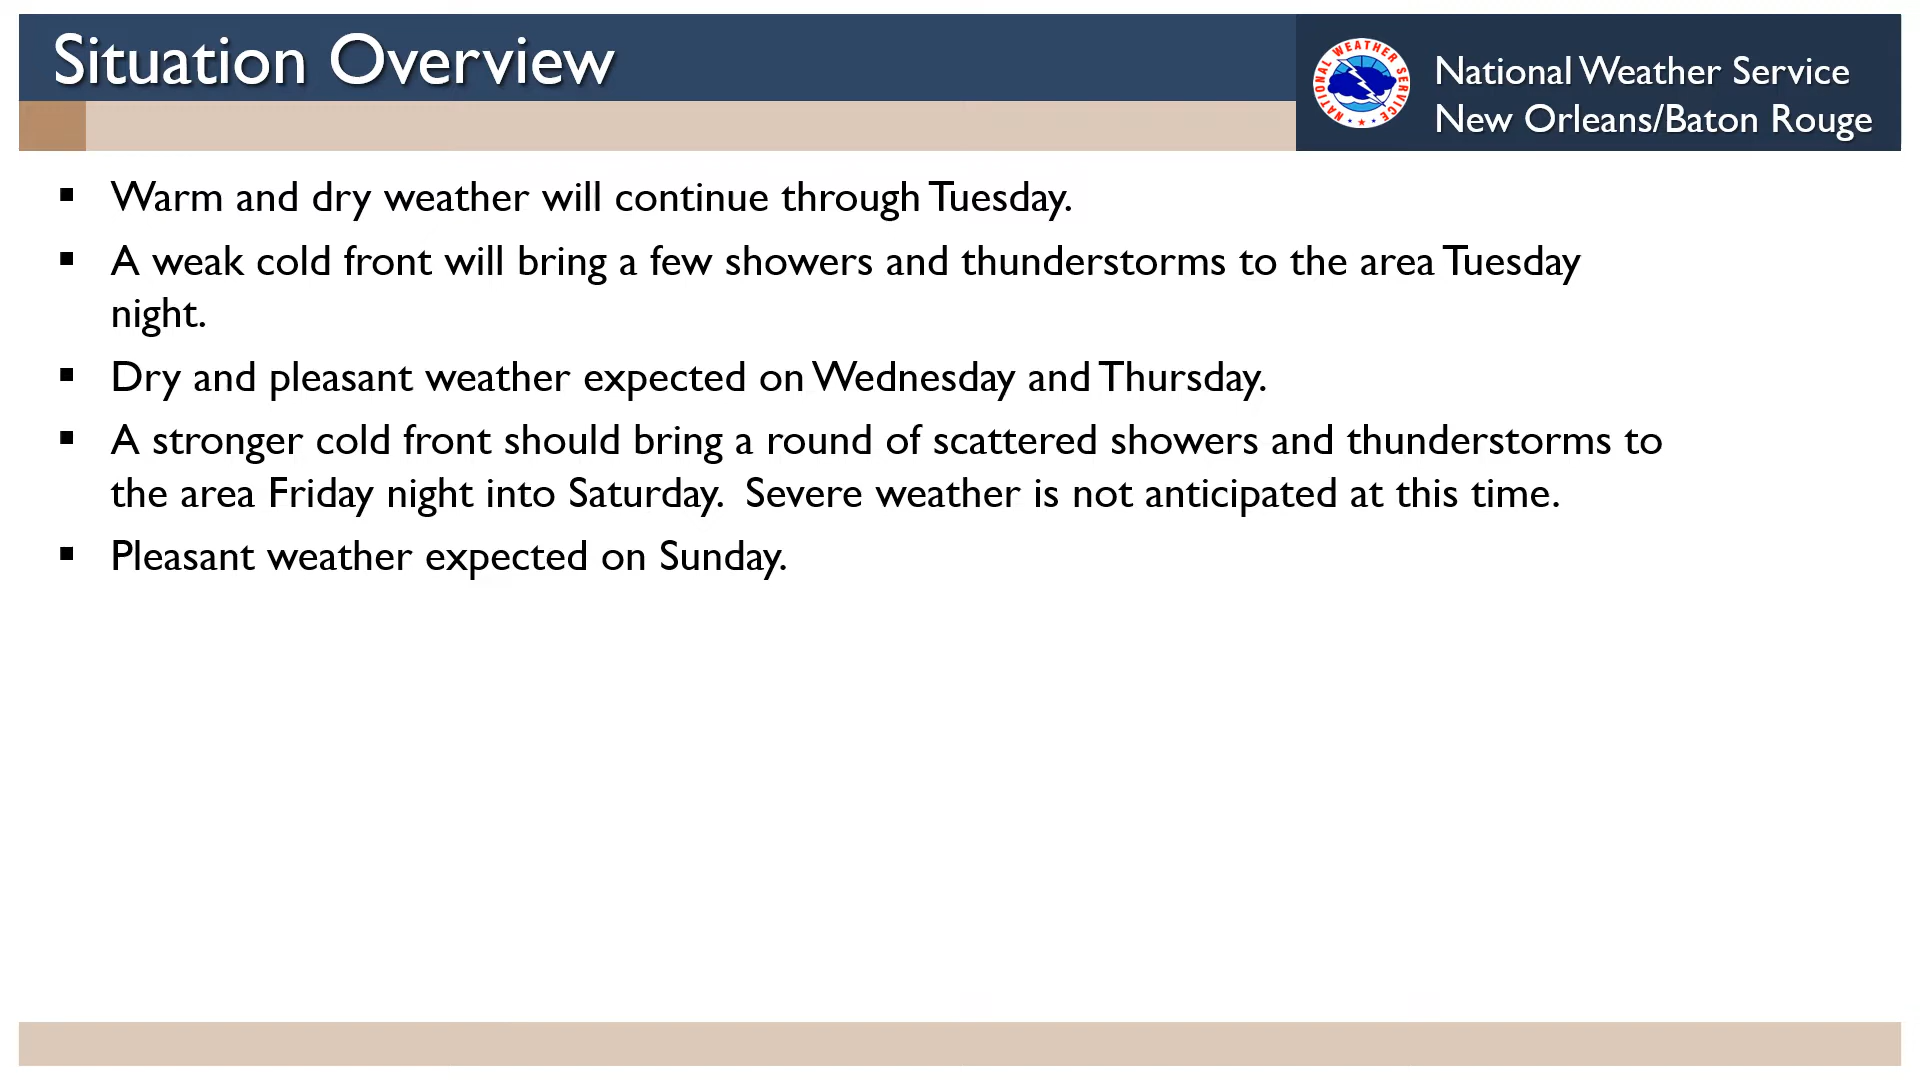 Situation Overview
NATIONAL WEATHER SERVICE
National Weather Service
New Orleans/Baton Rouge
▪ Warm and dry weather will continue through Tuesday.
▪ A weak cold front will bring a few showers and thunderstorms to the area Tuesday
night.
▪ Dry and pleasant weather expected on Wednesday and Thursday.
▪ A stronger cold front should bring a round of scattered showers and thunderstorms to
the area Friday night into Saturday.  Severe weather is not anticipated at this time.
▪ Pleasant weather expected on Sunday.